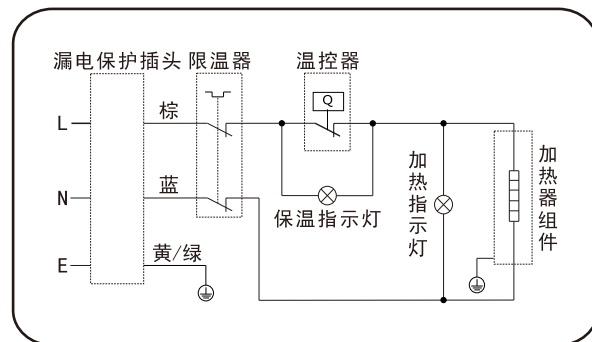 漏电保护插头 限温器 温控器
Q
L 棕
N 蓝
保温指示灯
加热指示灯
加热器组件
E 黄/绿